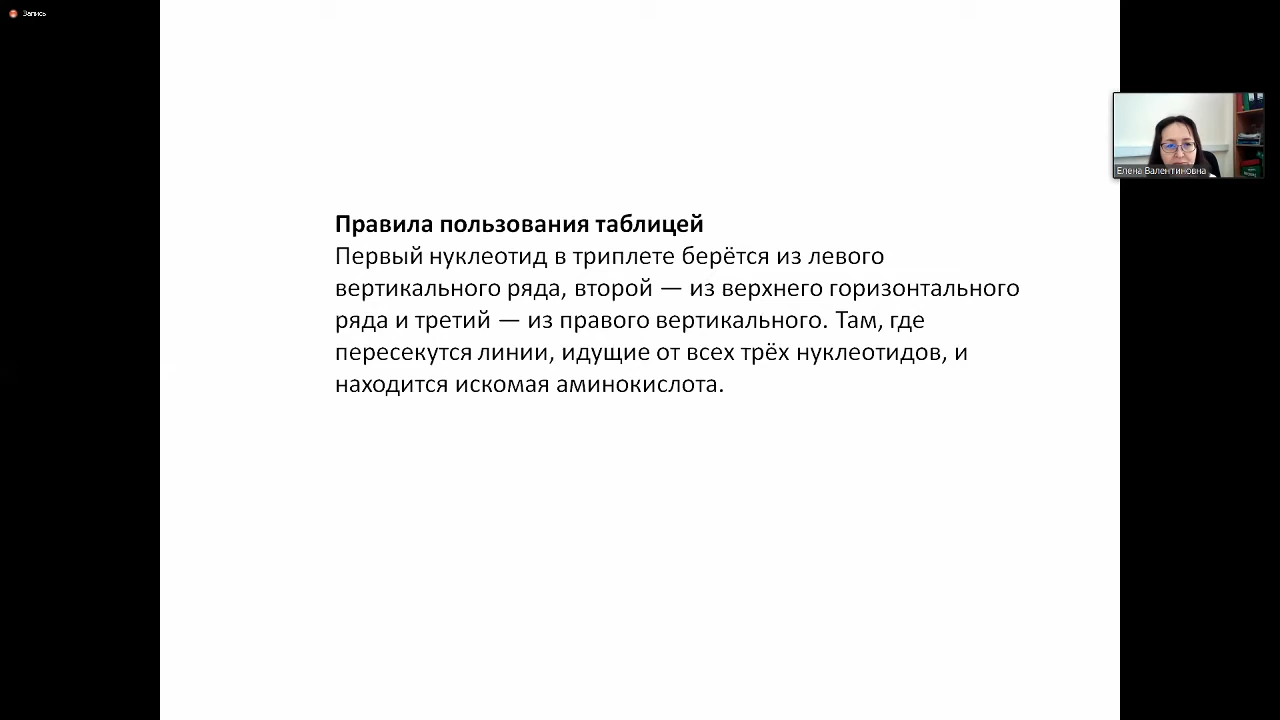 Запись
Елена Валентиновна
Правила пользования таблицей
Первый нуклеотид в триплете берётся из левого
вертикального ряда, второй — из верхнего горизонтального
ряда и третий — из правого вертикального. Там, где
пересекутся линии, идущие от всех трёх нуклеотидов, и
находится искомая аминокислота.